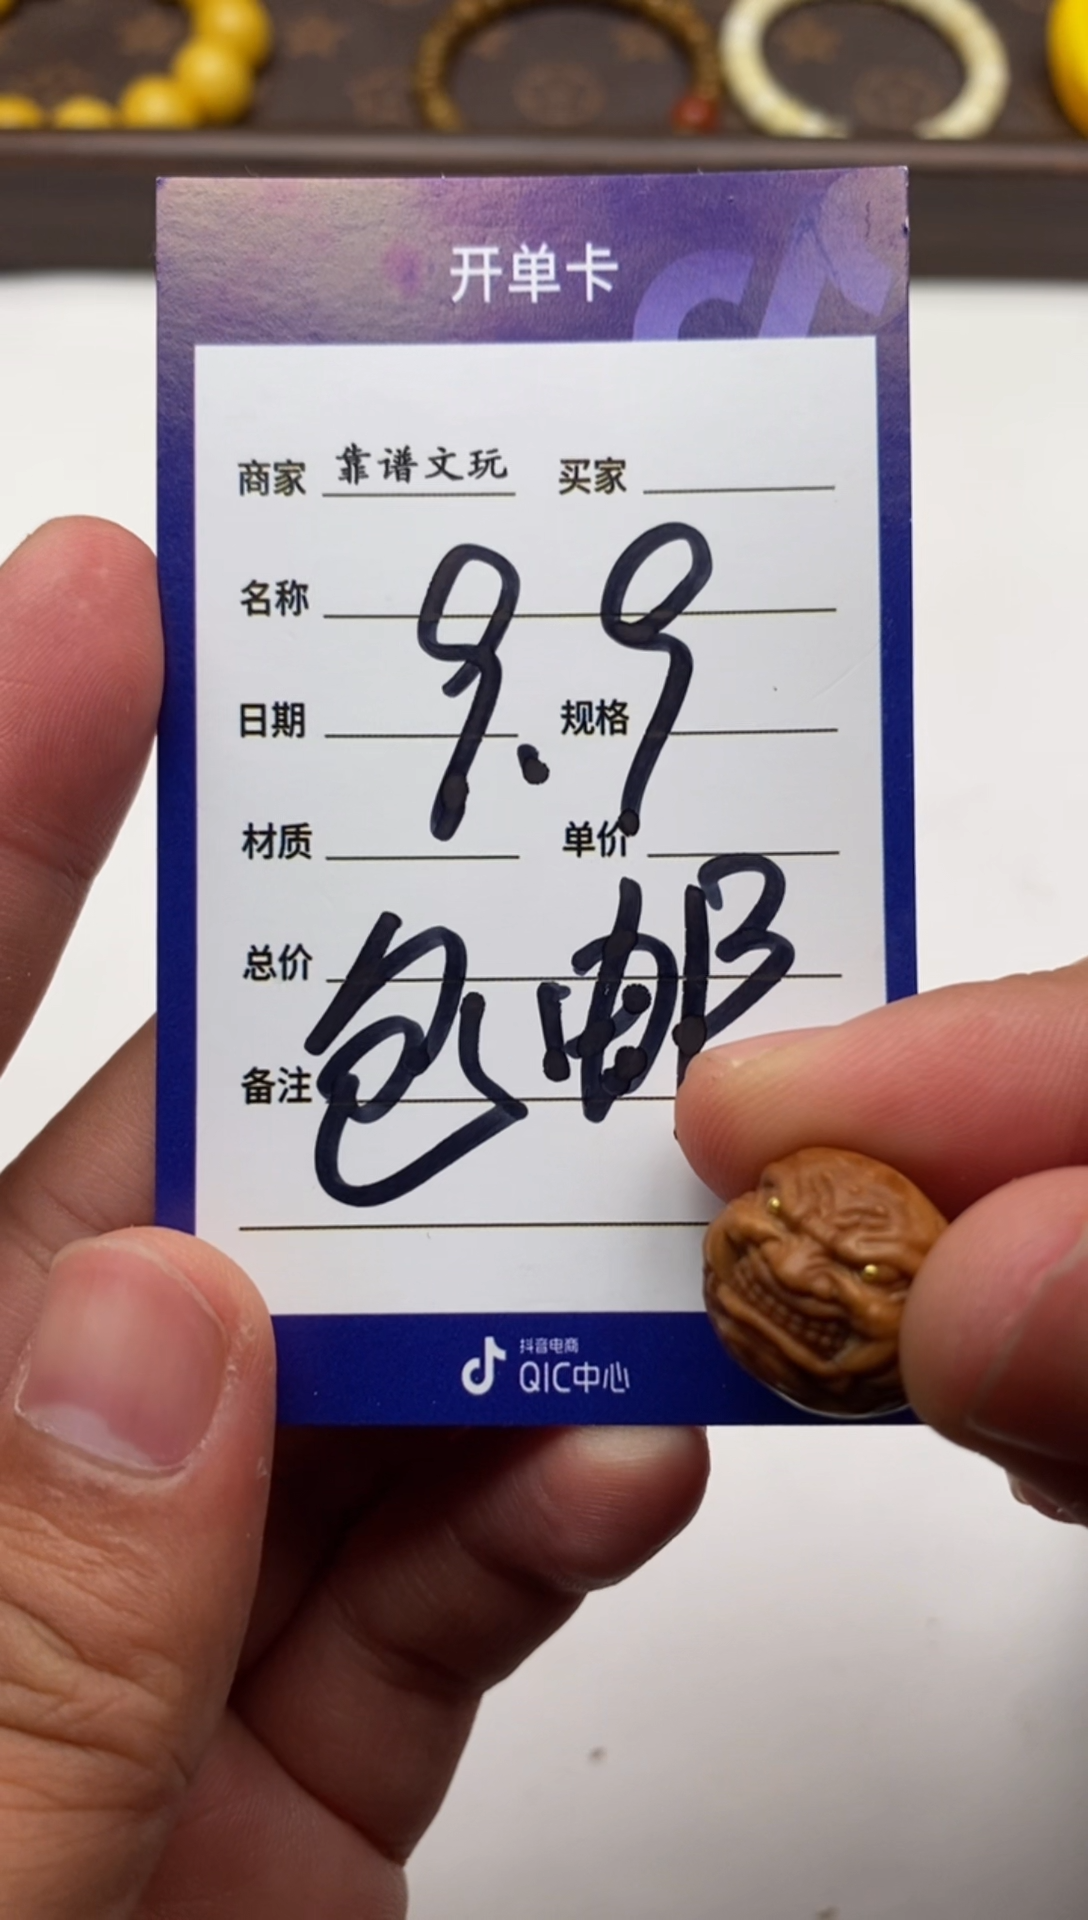 开单卡
商家 靠谱文玩 买家
名称
9.9
日期 规格
材质 单价
总价
包邮
备注
抖音电商
QIC中心